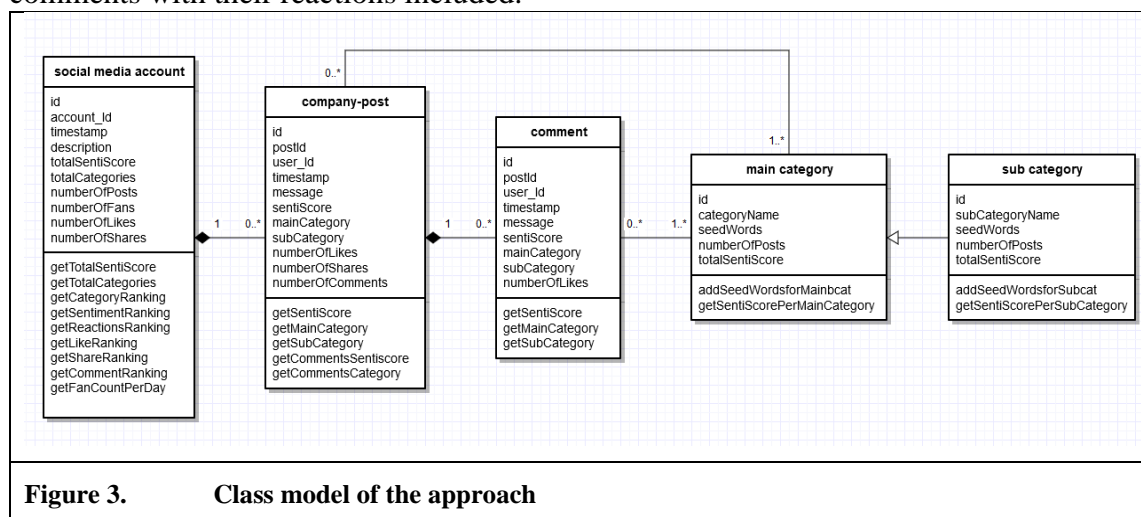 comments with their reactions included.
social media account
id
account_Id
timestamp
description
totalSentiScore
totalCategories
numberOfPosts
numberOfFans
numberOfLikes
numberOfShares
getTotalSentiScore
getTotalCategories
getCategoryRanking
getSentimentRanking
getReactionsRanking
getLikeRanking
getShareRanking
getCommentRanking
getFanCountPerDay
1
0..*
0..*
company-post
id
postId
user_Id
timestamp
message
sentiScore
mainCategory
subCategory
numberOfLikes
numberOfShares
numberOfComments
getSentiScore
getMainCategory
getSubCategory
getCommentsSentiscore
getCommentsCategory
1
0..*
comment
id
postId
user_Id
timestamp
message
sentiScore
mainCategory
subCategory
numberOfLikes
getSentiScore
getMainCategory
getSubCategory
0..*
1..*
1..*
main category
id
categoryName
seedWords
numberOfPosts
totalSentiScore
addSeedWordsforMainbcat
getSentiScorePerMainCategory
sub category
id
subCategoryName
seedWords
numberOfPosts
totalSentiScore
addSeedWordsforSubcat
getSentiScorePerSubCategory
Figure 3. Class model of the approach